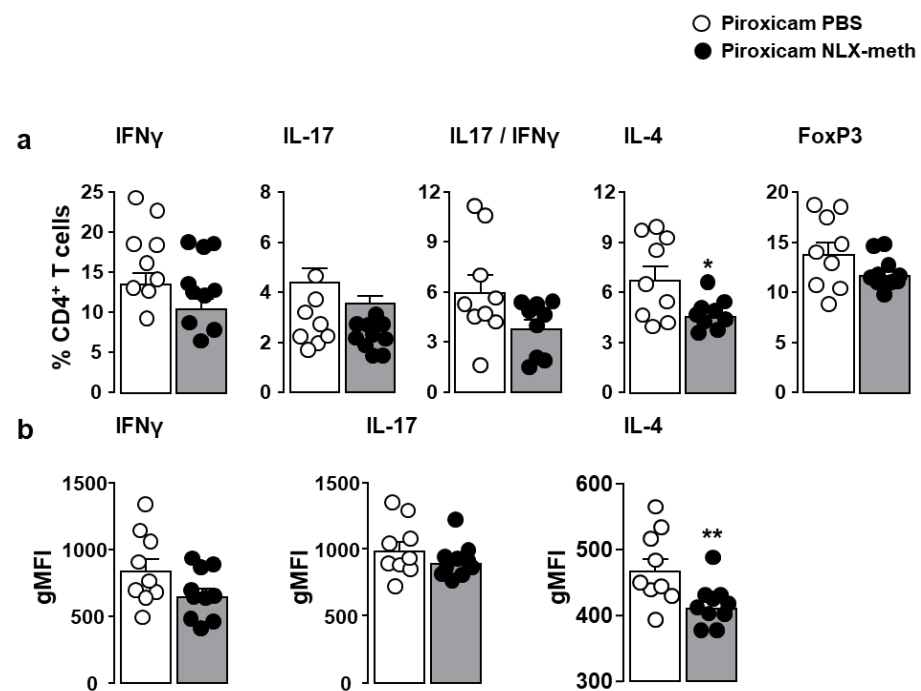 Piroxicam PBS
Piroxicam NLX-meth
a
IFNγ
IL-17
IL17 / IFNγ
IL-4
FoxP3
% CD4⁺ T cells
25
20
15
10
5
0
8
6
4
2
0
12
9
6
3
0
12
9
6
3
0
*
20
15
10
5
0
b
IFNγ
IL-17
IL-4
gMFI
1500
1000
500
0
gMFI
1500
1000
500
0
gMFI
600
500
400
300
**